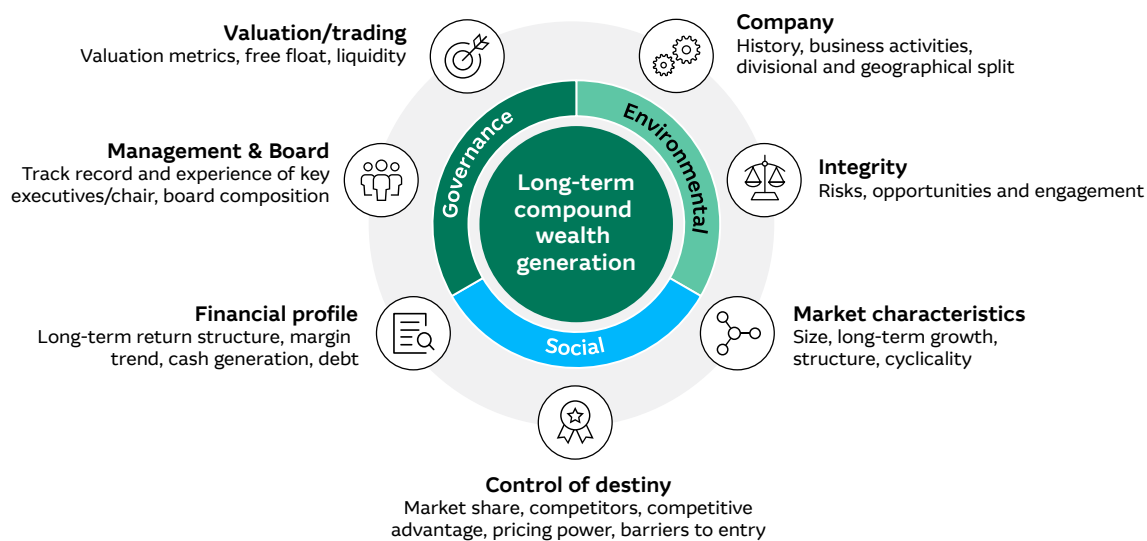 Valuation/trading
Valuation metrics, free float, liquidity
Company
History, business activities,
divisional and geographical split
Management & Board
Track record and experience of key
executives/chair, board composition
Integrity
Risks, opportunities and engagement
Governance
Environmental
Social
Long-term
compound
wealth
generation
Financial profile
Long-term return structure, margin
trend, cash generation, debt
Market characteristics
Size, long-term growth,
structure, cyclicality
Control of destiny
Market share, competitors, competitive
advantage, pricing power, barriers to entry